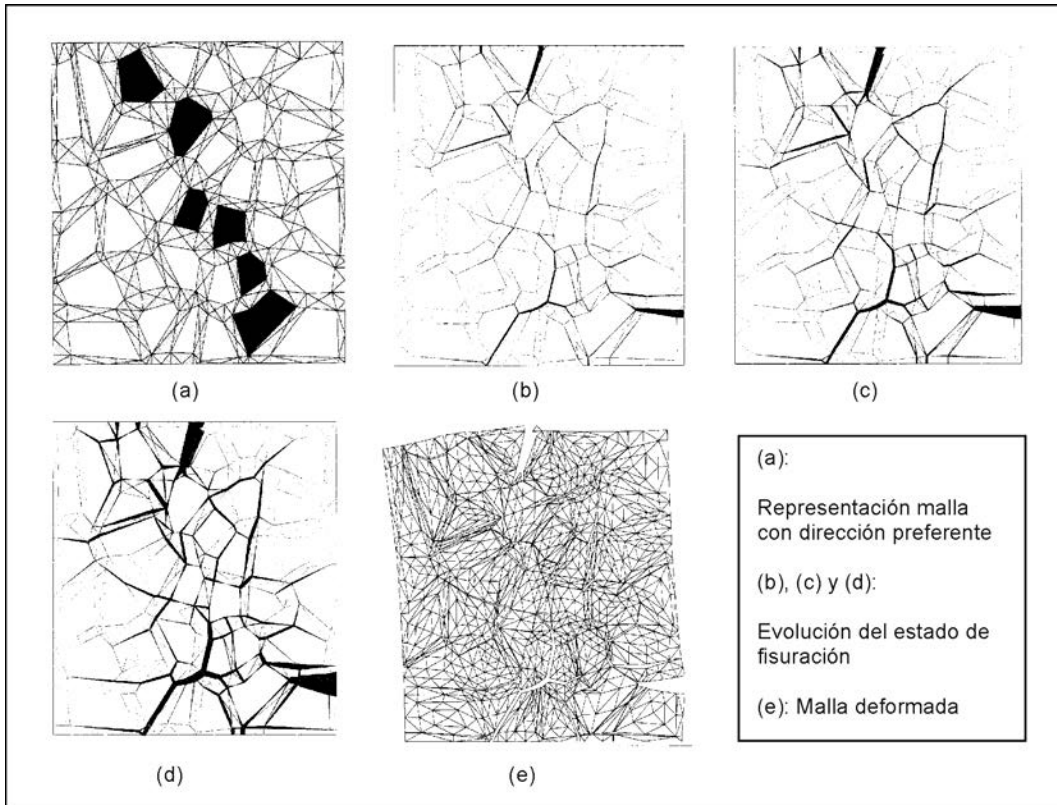 (a)
(b)
(c)
(d)
(e)
(a):
Representación malla
con dirección preferente
(b), (c) y (d):
Evolución del estado de
fisuración
(e): Malla deformada